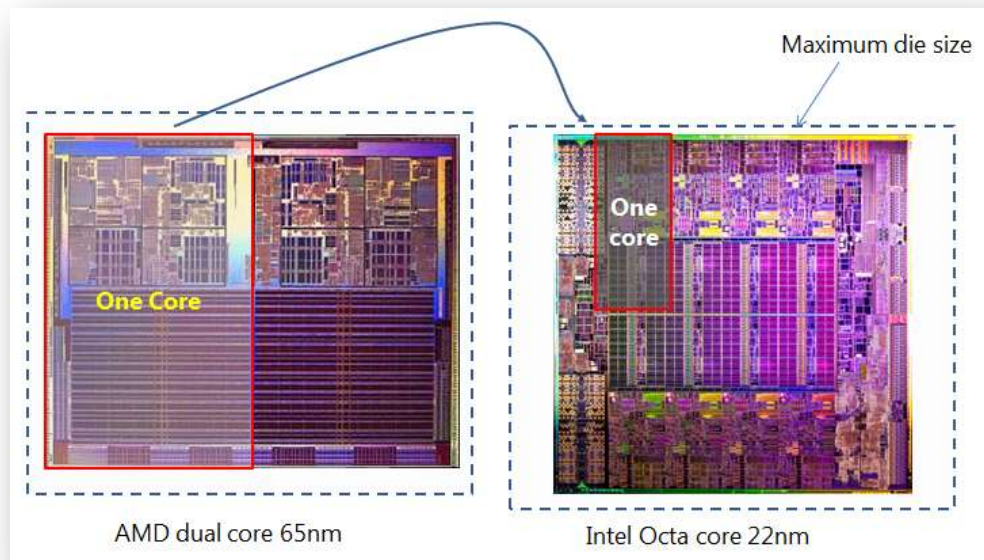 Maximum die size
One
core
One Core
AMD dual core 65nm
Intel Octa core 22nm